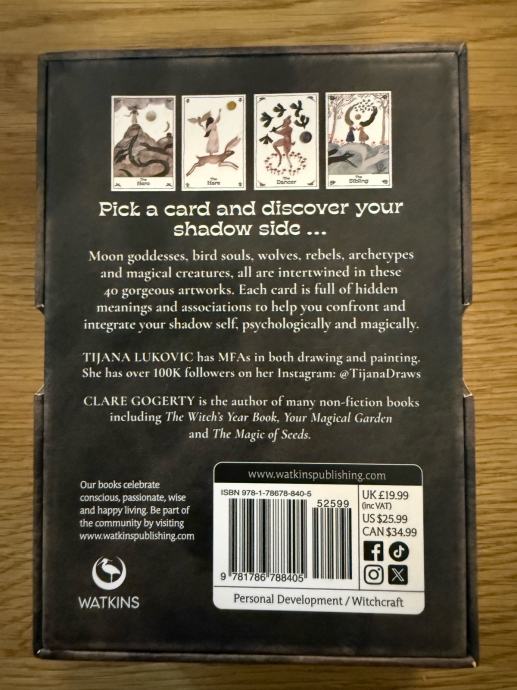 The
Hero
The
Hare
The
Dancer
The
Sibling
Pick a card and discover your
shadow side ...
Moon goddesses, bird souls, wolves, rebels, archetypes
and magical creatures, all are intertwined in these
40 gorgeous artworks. Each card is full of hidden
meanings and associations to help you confront and
integrate your shadow self, psychologically and magically.
TIJANA LUKOVIC has MFAs in both drawing and painting.
She has over 100K followers on her Instagram: @TijanaDraws
CLARE GOGERTY is the author of many non-fiction books
including The Witch's Year Book, Your Magical Garden
and The Magic of Seeds.
Our books celebrate
conscious, passionate, wise
and happy living. Be part of
the community by visiting
www.watkinspublishing.com
WATKINS
www.watkinspublishing.com
ISBN 978-1-78678-840-5
52599
9 781786 788405
UK £19.99
(inc VAT)
US $25.99
CAN $34.99
Personal Development / Witchcraft